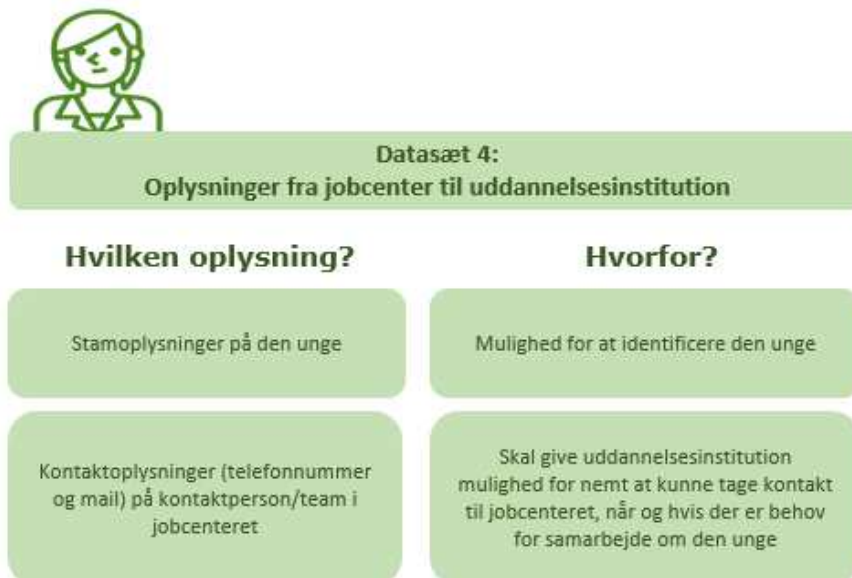 Datasæt 4:
Oplysninger fra jobcenter til uddannelsesinstitution
Hvilken oplysning?
Hvorfor?
Stamoplysninger på den unge
Mulighed for at identificere den unge
Kontaktoplysninger (telefonnummer
og mail) på kontaktperson/team i
jobcenteret
Skal give uddannelsesinstitution
mulighed for nemt at kunne tage kontakt
til jobcenteret, når og hvis der er behov
for samarbejde om den unge